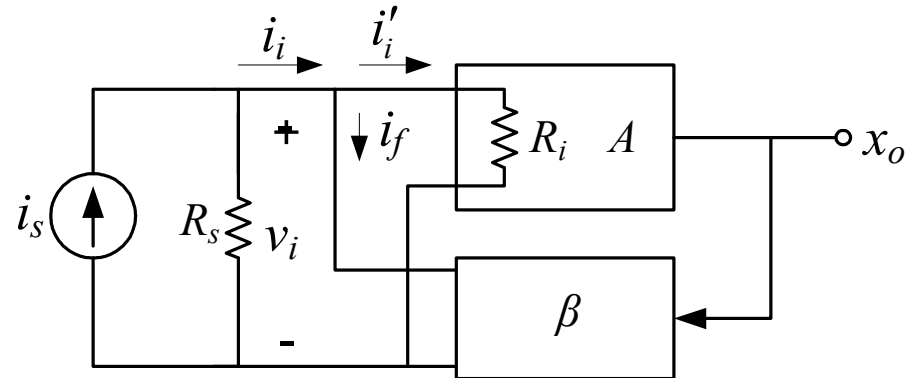 i_i i_i′
+ i_f R_i A x_o
i_s R_s v_i
β
-